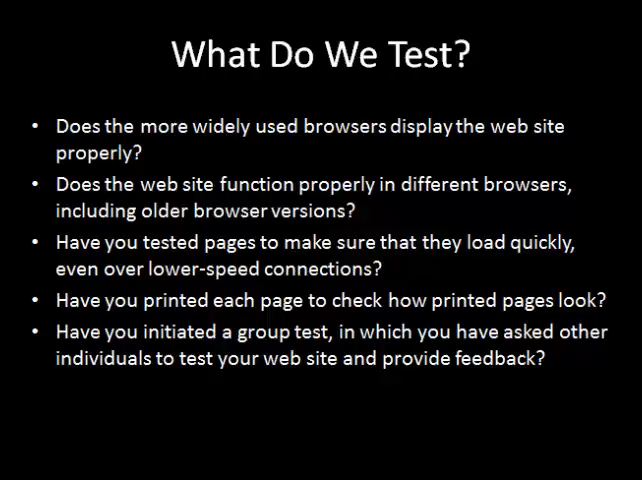 What Do We Test?
• Does the more widely used browsers display the web site
properly?
• Does the web site function properly in different browsers,
including older browser versions?
• Have you tested pages to make sure that they load quickly,
even over lower-speed connections?
• Have you printed each page to check how printed pages look?
• Have you initiated a group test, in which you have asked other
individuals to test your web site and provide feedback?